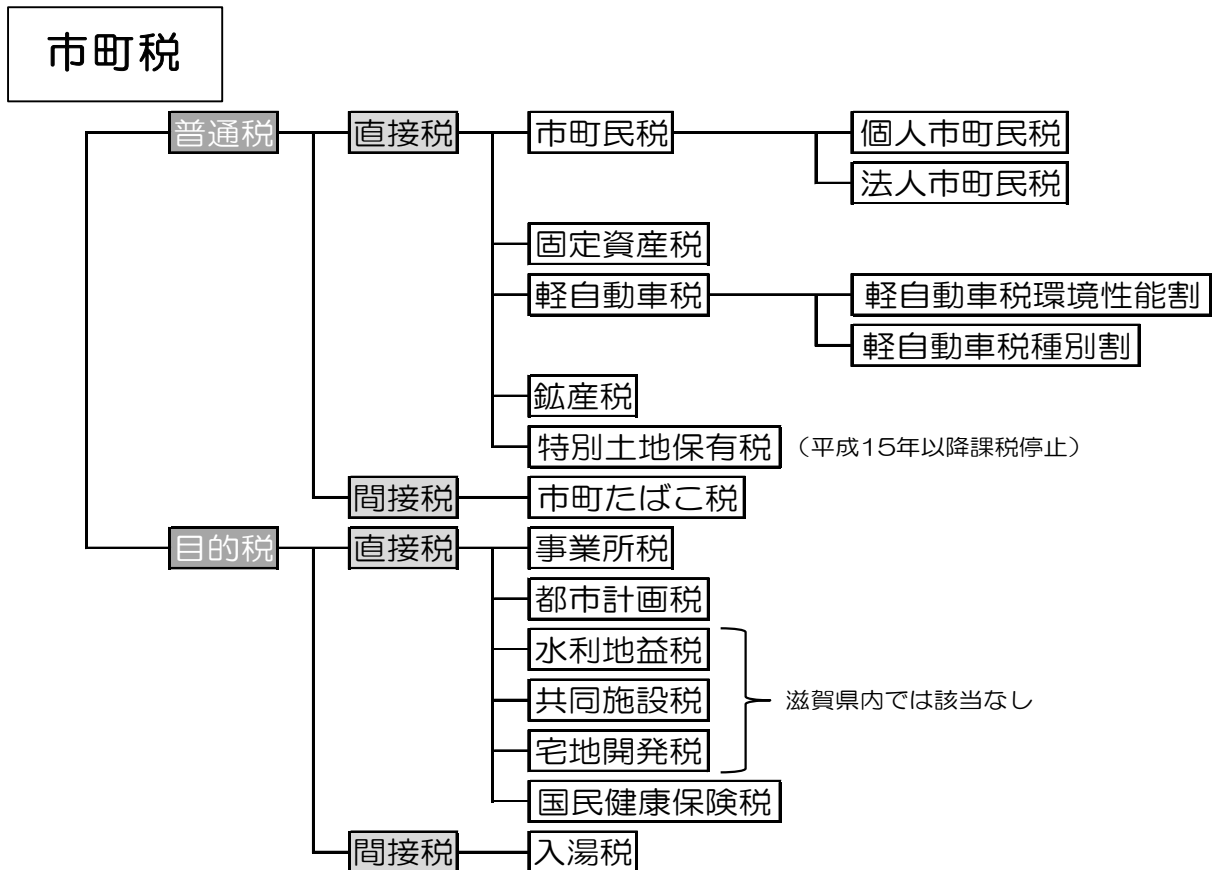 市町税
普通税 直接税 市町民税 個人市町民税
法人市町民税
固定資産税
軽自動車税 軽自動車税環境性能割
軽自動車税種別割
鉱産税
特別土地保有税 （平成15年以降課税停止）
間接税 市町たばこ税
目的税 直接税 事業所税
都市計画税
水利地益税
共同施設税 滋賀県内では該当なし
宅地開発税
国民健康保険税
間接税 入湯税